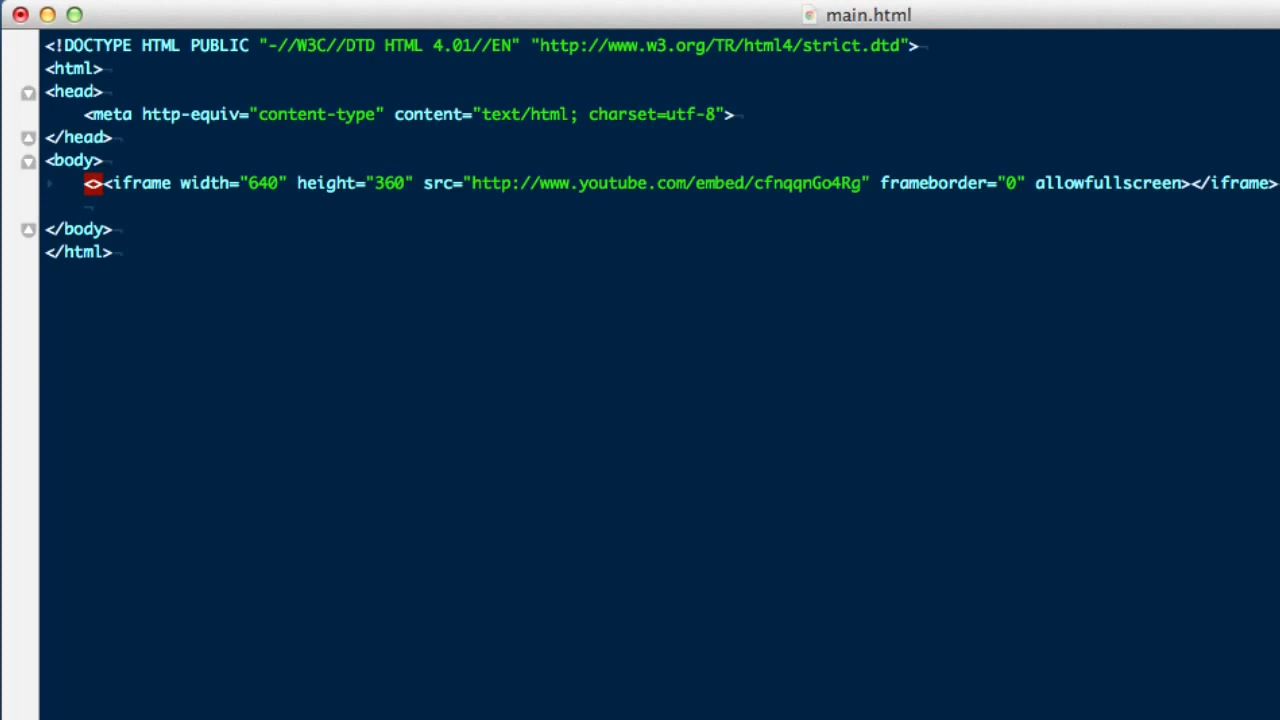 main.html
<!DOCTYPE HTML PUBLIC "-//W3C//DTD HTML 4.01//EN" "http://www.w3.org/TR/html4/strict.dtd">
<html>
<head>
    <meta http-equiv="content-type" content="text/html; charset=utf-8">
</head>
<body>
    <><iframe width="640" height="360" src="http://www.youtube.com/embed/cfnqqnGo4Rg" frameborder="0" allowfullscreen></iframe>
</body>
</html>